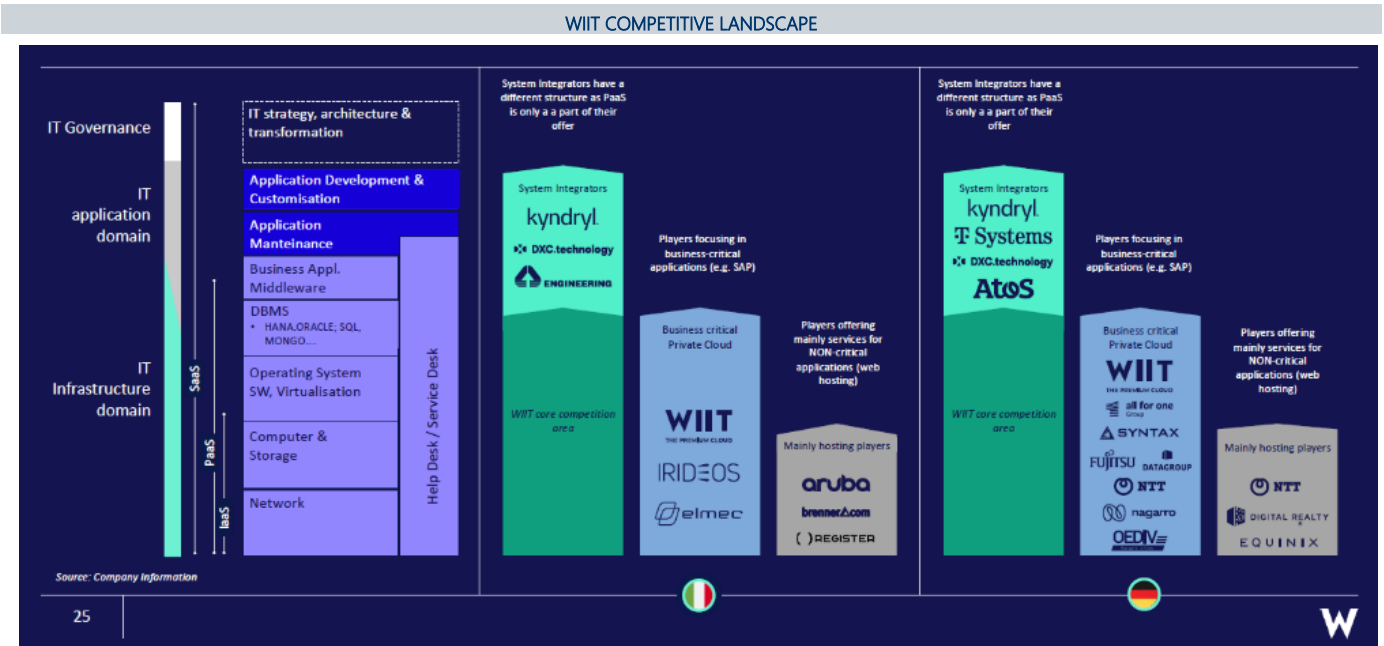 WIIT COMPETITIVE LANDSCAPE
IT Governance
IT
application
domain
IT
Infrastructure
domain
SaaS
PaaS
IaaS
IT strategy, architecture &
transformation
Application Development &
Customisation
Application
Manteinance
Business Appl.
Middleware
DBMS
• HANA.ORACLE; SQL,
MONGO....
Operating System
SW, Virtualisation
Computer &
Storage
Network
Help Desk / Service Desk
System Integrators have a
different structure as PaaS
is only a a part of their
offer
System Integrators
kyndryl
DXC.technology
ENGINEERING
WIIT core competition
area
Players focusing in
business-critical
applications (e.g. SAP)
Business critical
Private Cloud
WIIT
THE PREMIUM CLOUD
IRIDEOS
elmec
Players offering
mainly services for
NON-critical
applications (web
hosting)
Mainly hosting players
aruba
brennercom
( ) REGISTER
System Integrators have a
different structure as PaaS
is only a a part of their
offer
System Integrators
kyndryl
T Systems
DXC.technology
Atos
WIIT core competition
area
Players focusing in
business-critical
applications (e.g. SAP)
Business critical
Private Cloud
WIIT
THE PREMIUM CLOUD
all for one
Group
SYNTAX
FUJITSU DATAGROUP
NTT
nagarro
OEDIV
Players offering
mainly services for
NON-critical
applications (web
hosting)
Mainly hosting players
NTT
DIGITAL REALTY
EQUINIX
Source: Company Information
25
W